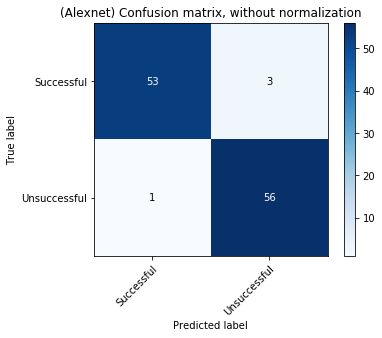 (Alexnet) Confusion matrix, without normalization
True label
Successful
Unsuccessful
53
3
1
56
Successful
Unsuccessful
Predicted label
50
40
30
20
10